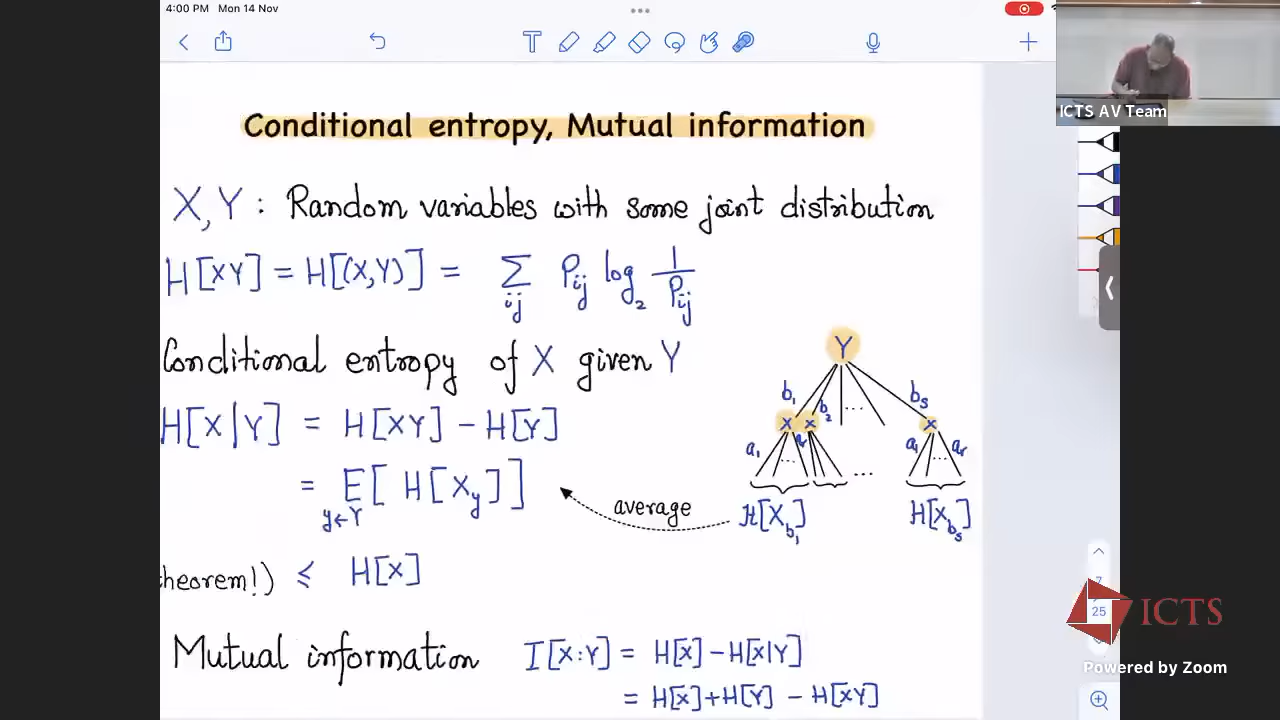 4:00 PM Mon 14 Nov
ICTS AV Team
Conditional entropy, Mutual information
X, Y : Random variables with some joint distribution
H[XY] = H[(X,Y)] = ∑_{ij} P_{ij} log_2 1/P_{ij}
Conditional entropy of X given Y
H[X|Y] = H[XY] - H[Y]
= E_{y←Y} [ H[X_y] ]
theorem!) ≤ H[X]
Y
b_1 b_2 ... b_s
X X X
a_1 ... a_r ... a_1 ... a_r
average
H[X_{b_1}] H[X_{b_s}]
Mutual information I[X:Y] = H[X] - H[X|Y]
= H[X] + H[Y] - H[XY]
7
25
ICTS
Powered by Zoom